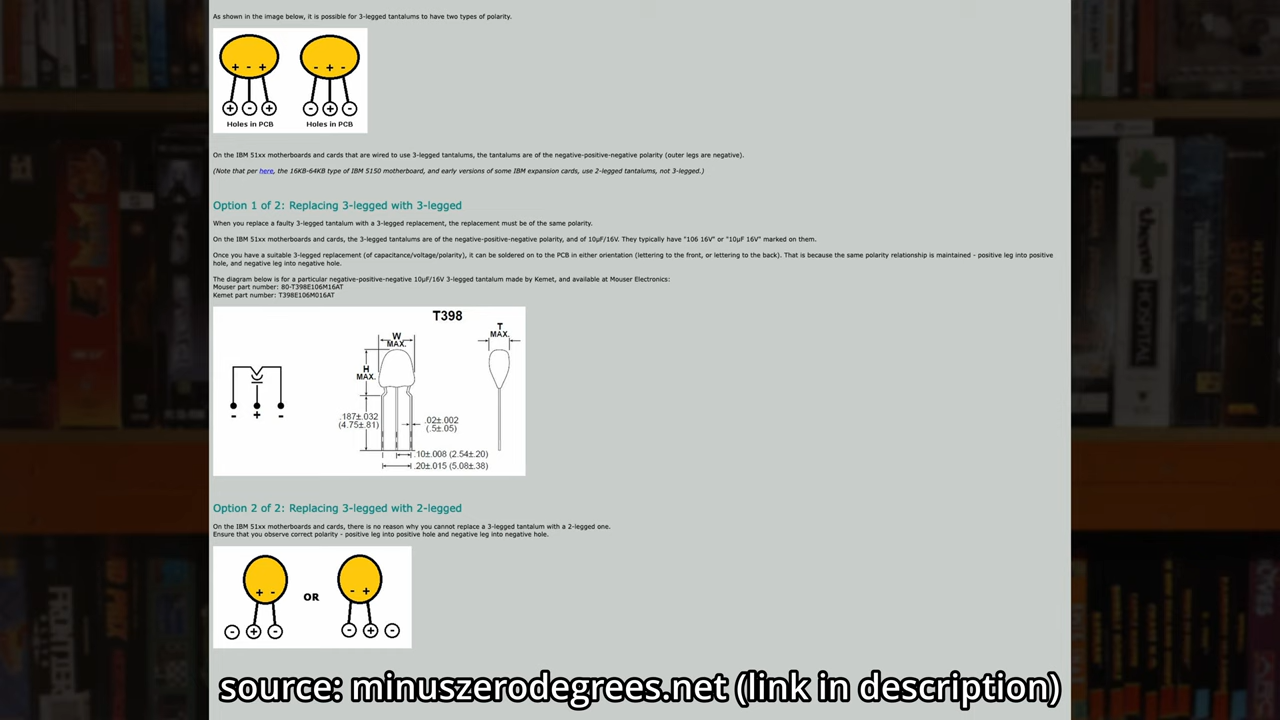 As shown in the image below, it is possible for 3-legged tantalums to have two types of polarity.
+ - + - + -
+ - + - + -
Holes in PCB Holes in PCB
On the IBM 51xx motherboards and cards that are wired to use 3-legged tantalums, the tantalums are of the negative-positive-negative polarity (outer legs are negative).
(Note that per here, the 16KB-64KB type of IBM 5150 motherboard, and early versions of some IBM expansion cards, use 2-legged tantalums, not 3-legged.)
Option 1 of 2: Replacing 3-legged with 3-legged
When you replace a faulty 3-legged tantalum with a 3-legged replacement, the replacement must be of the same polarity.
On the IBM 51xx motherboards and cards, the 3-legged tantalums are of the negative-positive-negative polarity, and of 10µF/16V. They typically have "106 16V" or "10µF 16V" marked on them.
Once you have a suitable 3-legged replacement (of capacitance/voltage/polarity), it can be soldered on to the PCB in either orientation (lettering to the front, or lettering to the back). That is because the same polarity relationship is maintained - positive leg into positive
hole, and negative leg into negative hole.
The diagram below is for a particular negative-positive-negative 10µF/16V 3-legged tantalum made by Kemet, and available at Mouser Electronics:
Mouser part number: 80-T398E106M16AT
Kemet part number: T398E106M016AT
T398
W
MAX.
T
MAX.
H
MAX.
- + -
.187±.032
(4.75±.81)
.02±.002
(.5±.05)
.10±.008 (2.54±.20)
.20±.015 (5.08±.38)
Option 2 of 2: Replacing 3-legged with 2-legged
On the IBM 51xx motherboards and cards, there is no reason why you cannot replace a 3-legged tantalum with a 2-legged one.
Ensure that you observe correct polarity - positive leg into positive hole and negative leg into negative hole.
+ - OR - +
- + - - + -
source: minuszerodegrees.net (link in description)